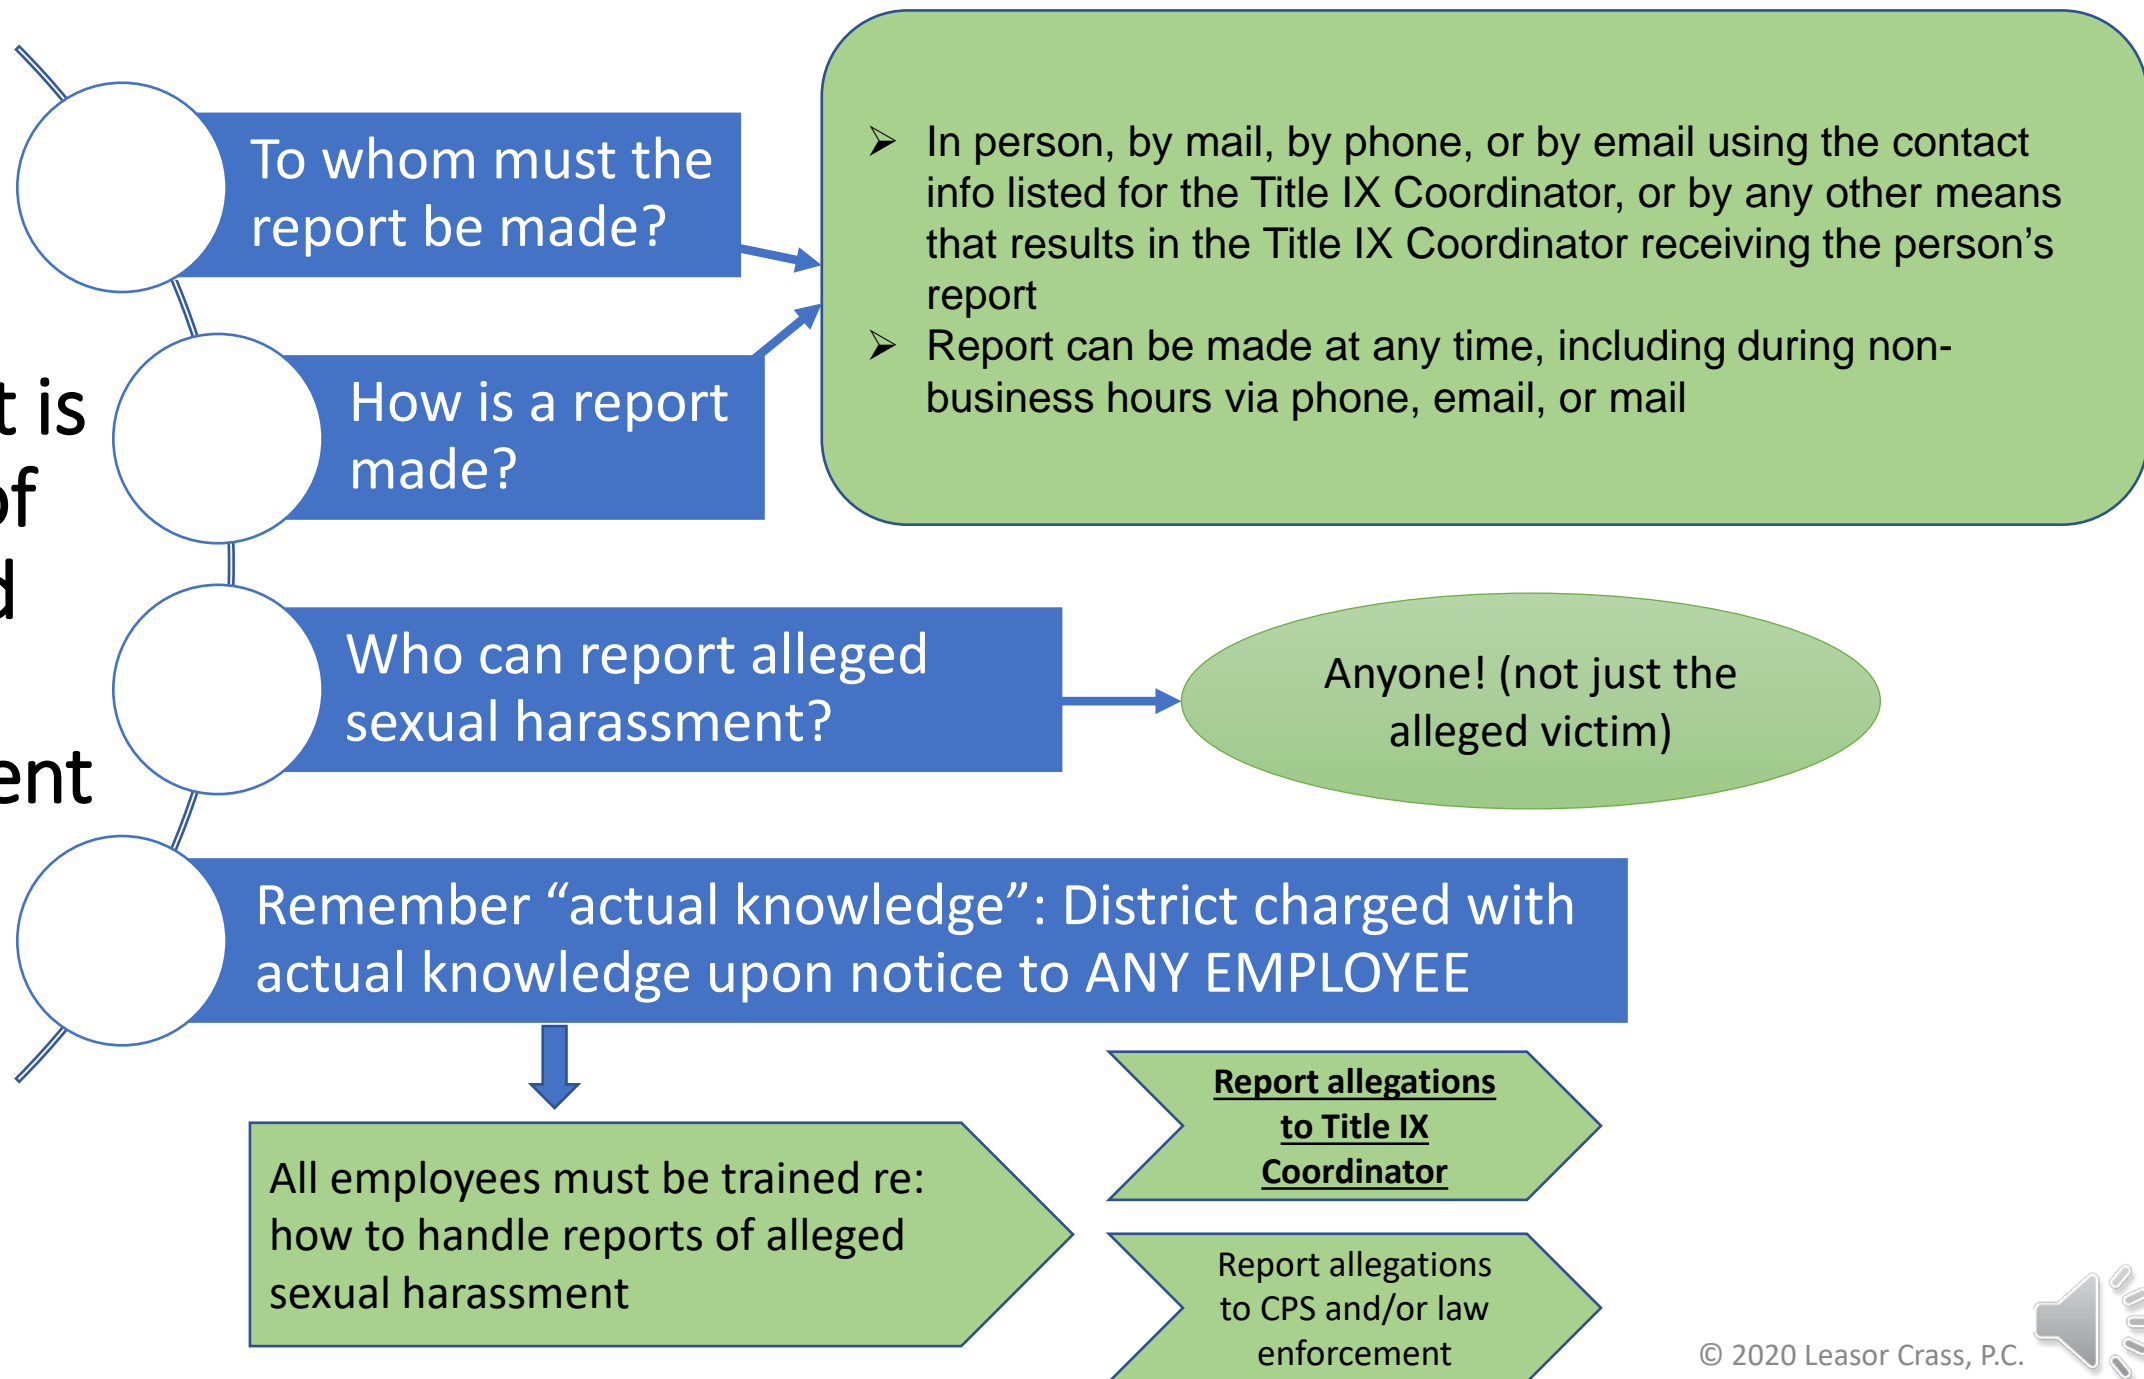 t is
of
d
ent
To whom must the
report be made?
➢ In person, by mail, by phone, or by email using the contact
info listed for the Title IX Coordinator, or by any other means
that results in the Title IX Coordinator receiving the person’s
report
➢ Report can be made at any time, including during non-
business hours via phone, email, or mail
How is a report
made?
Who can report alleged
sexual harassment?
Anyone! (not just the
alleged victim)
Remember “actual knowledge”: District charged with
actual knowledge upon notice to ANY EMPLOYEE
All employees must be trained re:
how to handle reports of alleged
sexual harassment
Report allegations
to Title IX
Coordinator
Report allegations
to CPS and/or law
enforcement
© 2020 Leasor Crass, P.C.